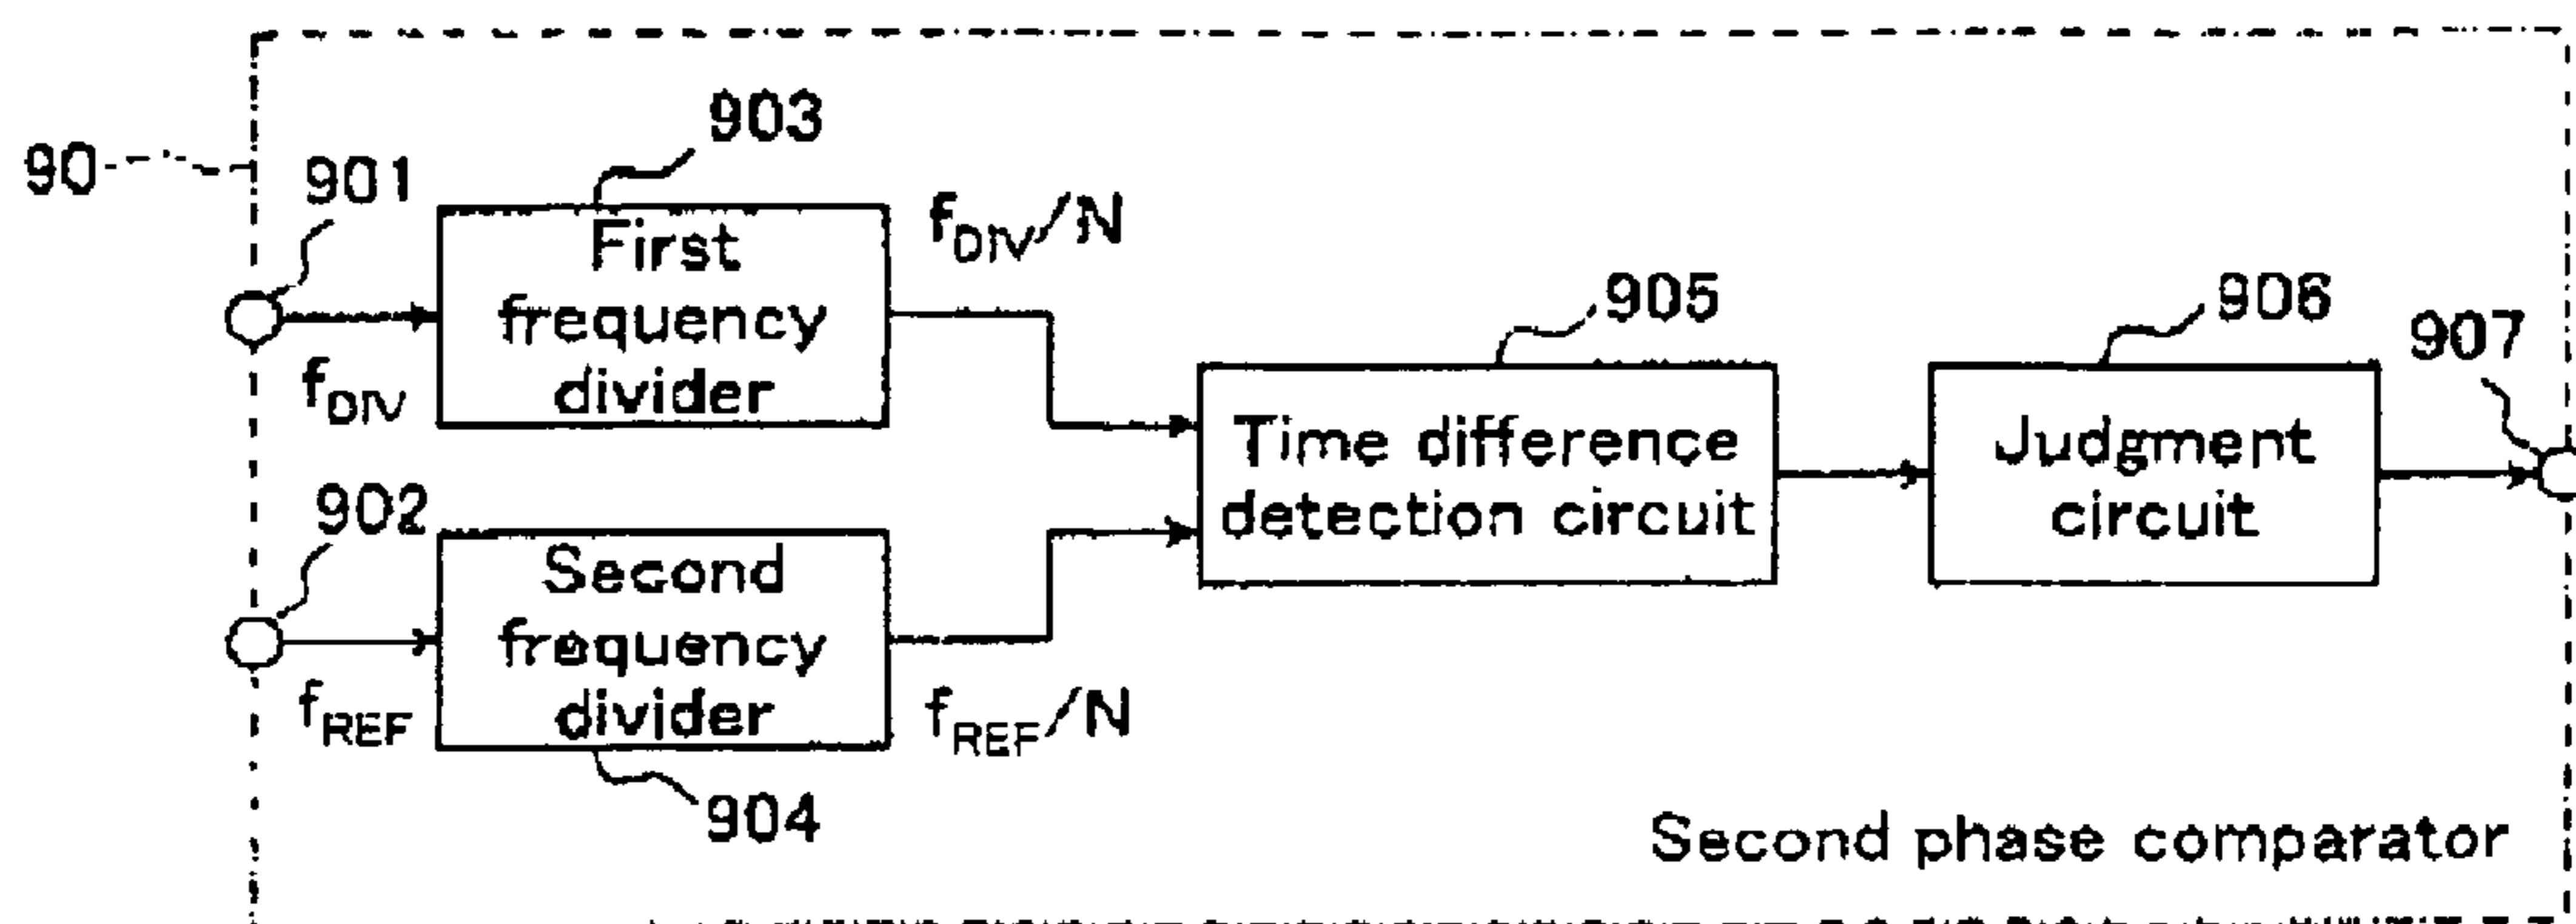 903
90
901
First
frequency
divider
fDIV/N
fDIV
905
Time difference
detection circuit
906
Judgment
circuit
907
902
Second
frequency
divider
fREF
fREF/N
904
Second phase comparator